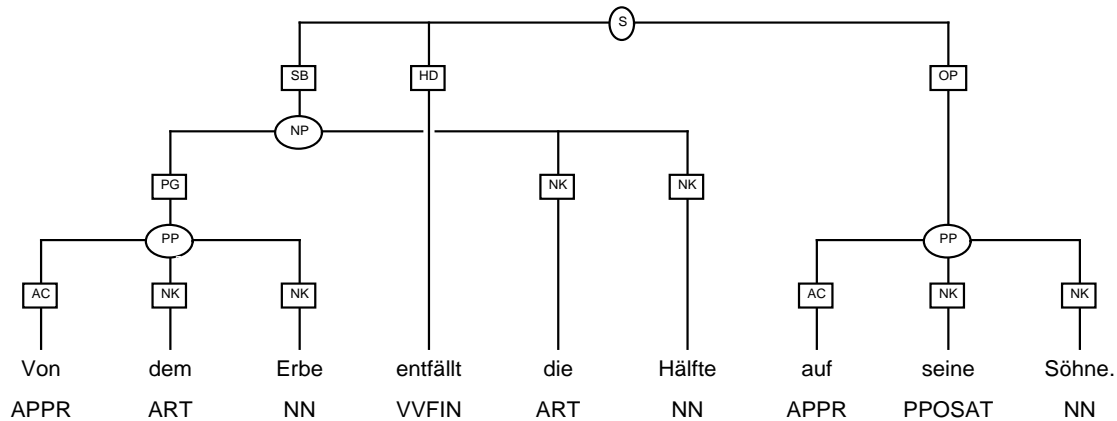 S
SB HD OP
NP
PG NK NK
PP PP
AC NK NK AC NK NK
Von dem Erbe entfällt die Hälfte auf seine Söhne.
APPR ART NN VVFIN ART NN APPR PPOSAT NN